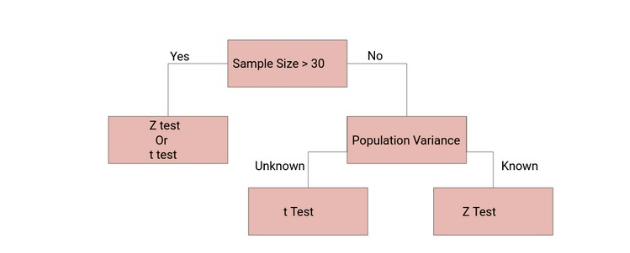 Yes
Sample Size > 30
No
Z test
Or
t test
Population Variance
Unknown
Known
t Test
Z Test